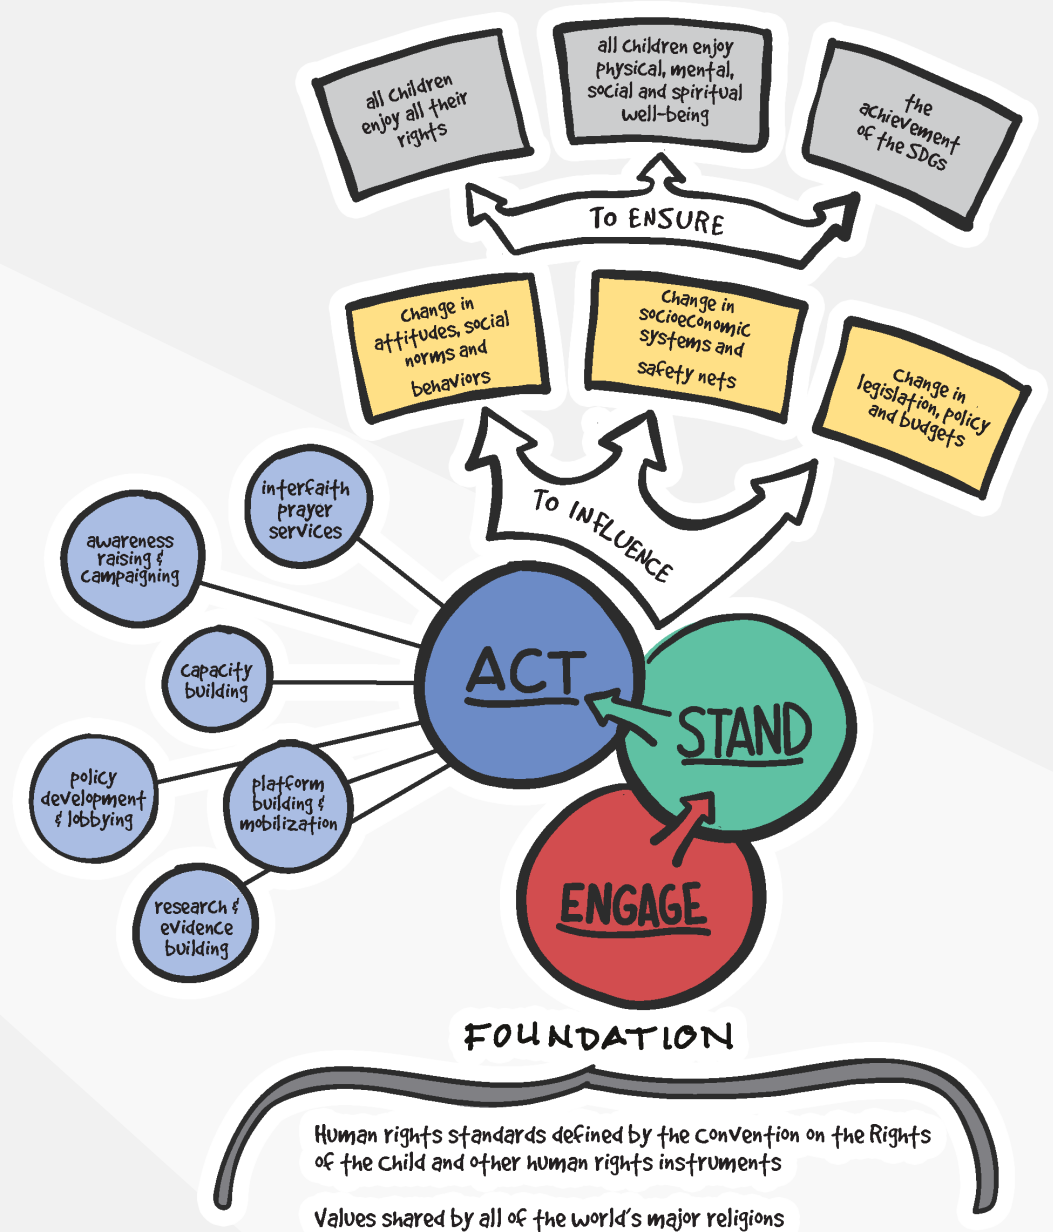 all children
enjoy all their
rights
all children enjoy
physical, mental,
social and spiritual
well-being
the
achievement
of the SDGs
TO ENSURE
Change in
attitudes, social
norms and
behaviors
Change in
socioeconomic
systems and
safety nets
Change in
legislation, policy
and budgets
TO INFLUENCE
interfaith
prayer
services
awareness
raising &
campaigning
capacity
building
policy
development
& lobbying
platform
building &
mobilization
research &
evidence
building
ACT
STAND
ENGAGE
FOUNDATION
Human rights standards defined by the Convention on the Rights
of the Child and other human rights instruments
Values shared by all of the world's major religions